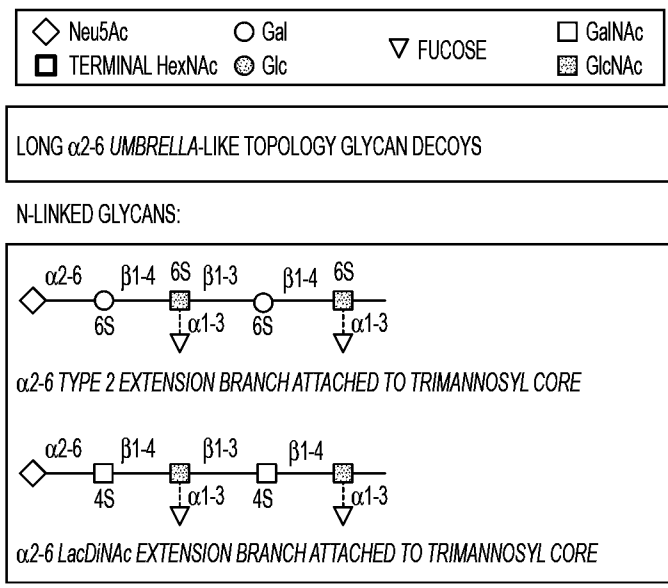 Neu5Ac Gal FUCOSE GalNAc
TERMINAL HexNAc Glc GlcNAc
LONG α2-6 UMBRELLA-LIKE TOPOLOGY GLYCAN DECOYS
N-LINKED GLYCANS:
α2-6 β1-4 6S β1-3 β1-4 6S
6S α1-3 6S α1-3
α2-6 TYPE 2 EXTENSION BRANCH ATTACHED TO TRIMANNOSYL CORE
α2-6 β1-4 β1-3 β1-4
4S α1-3 4S α1-3
α2-6 LacDiNAc EXTENSION BRANCH ATTACHED TO TRIMANNOSYL CORE